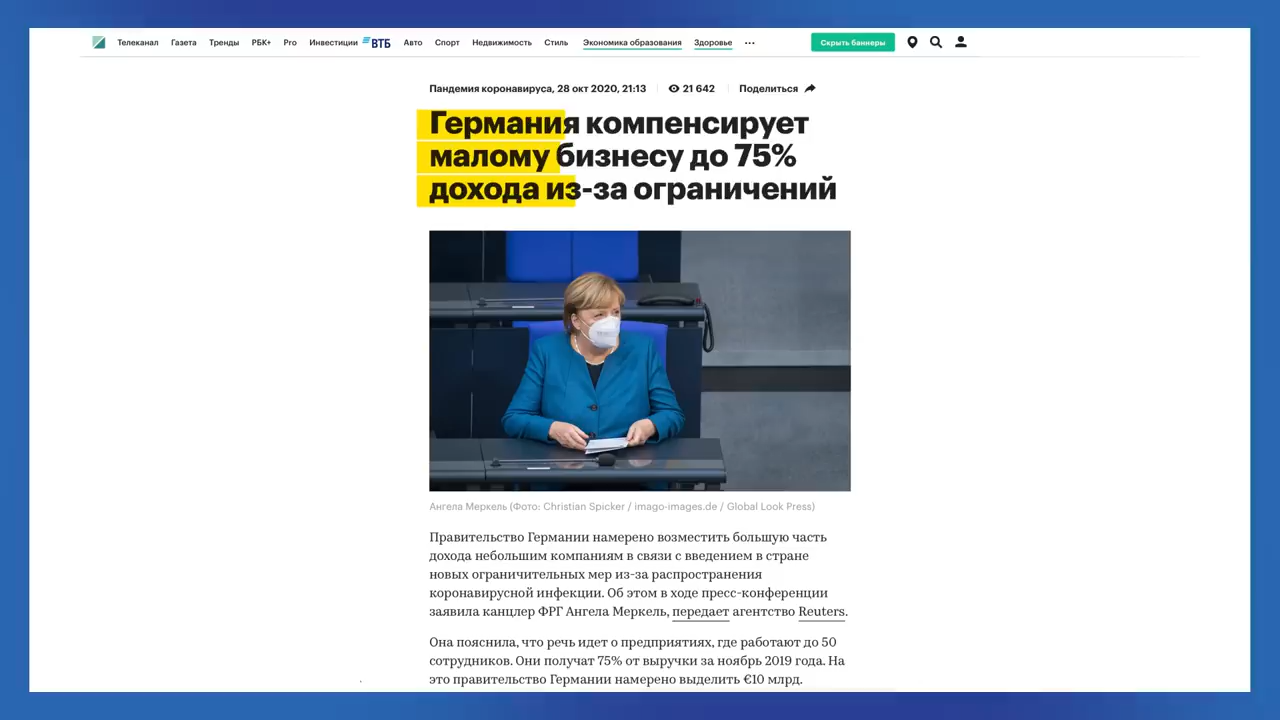 Телеканал Газета Тренды РБК+ Pro Инвестиции ВТБ Авто Спорт Недвижимость Стиль Экономика образования Здоровье ... Скрыть баннеры
Пандемия коронавируса, 28 окт 2020, 21:13 21 642 Поделиться
Германия компенсирует
малому бизнесу до 75%
дохода из-за ограничений
Ангела Меркель (Фото: Christian Spicker / imago-images.de / Global Look Press)
Правительство Германии намерено возместить большую часть
дохода небольшим компаниям в связи с введением в стране
новых ограничительных мер из-за распространения
коронавирусной инфекции. Об этом в ходе пресс-конференции
заявила канцлер ФРГ Ангела Меркель, передает агентство Reuters.
Она пояснила, что речь идет о предприятиях, где работают до 50
сотрудников. Они получат 75% от выручки за ноябрь 2019 года. На
это правительство Германии намерено выделить €10 млрд.